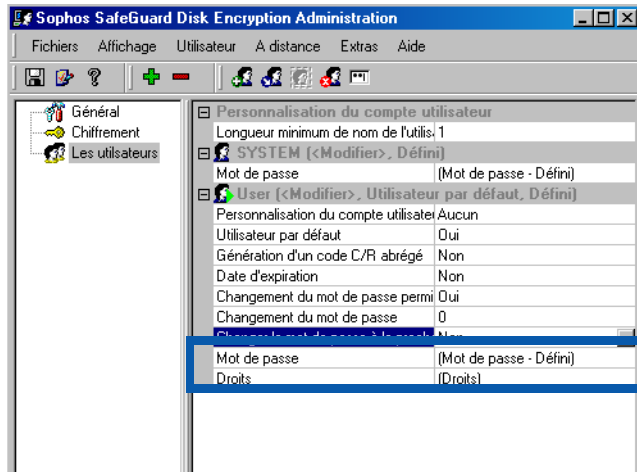 Sophos SafeGuard Disk Encryption Administration
Fichiers Affichage Utilisateur A distance Extras Aide
Général
Chiffrement
Les utilsateurs
Personnalisation du compte utilisateur
Longueur minimum de nom de l'utilis 1
SYSTEM (<Modifier>, Défini)
Mot de passe (Mot de passe - Défini)
User (<Modifier>, Utilisateur par défaut, Défini)
Personnalisation du compte utilisate Aucun
Utilisateur par défaut Oui
Génération d'un code C/R abrégé Non
Date d'expiration Non
Changement du mot de passe permi Oui
Changement du mot de passe 0
Mot de passe (Mot de passe - Défini)
Droits (Droits)